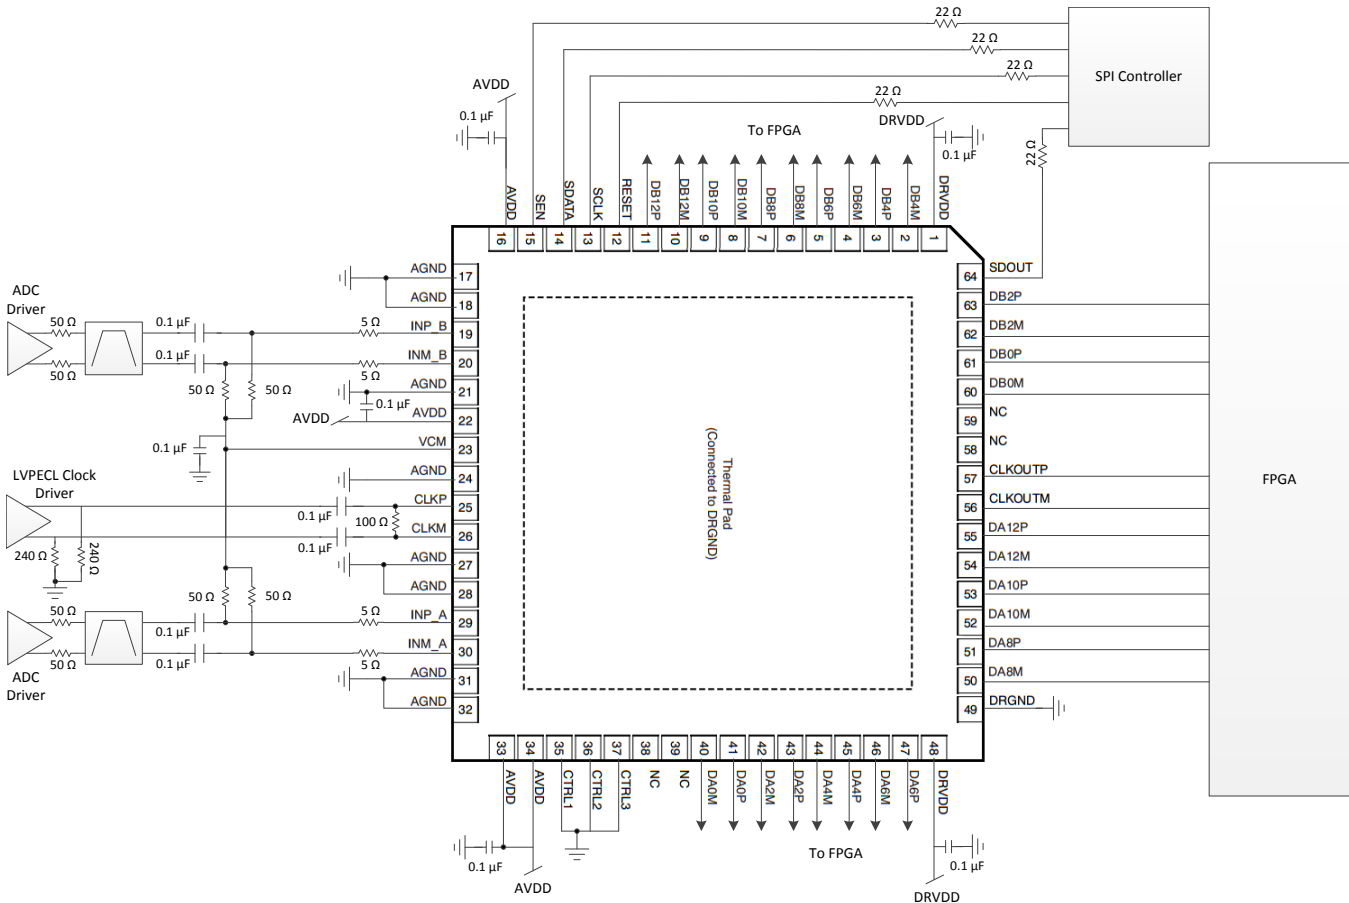 22 Ω
22 Ω
22 Ω
22 Ω
SPI Controller
AVDD
0.1 µF
To FPGA
DRVDD
0.1 µF
22 Ω
AVDD
SEN
SDATA
SCLK
RESET
DB12P
DB12M
DB10P
DB10M
DB8P
DB8M
DB6P
DB6M
DB4P
DB4M
DRVDD
16
15
14
13
12
11
10
9
8
7
6
5
4
3
2
1
ADC
Driver
50 Ω
50 Ω
0.1 µF
0.1 µF
5 Ω
5 Ω
50 Ω
50 Ω
0.1 µF
AVDD
0.1 µF
LVPECL Clock
Driver
240 Ω
240 Ω
0.1 µF
100 Ω
0.1 µF
50 Ω
50 Ω
50 Ω
50 Ω
0.1 µF
0.1 µF
5 Ω
5 Ω
ADC
Driver
AGND 17
AGND 18
INP_B 19
INM_B 20
AGND 21
AVDD 22
VCM 23
AGND 24
CLKP 25
CLKM 26
AGND 27
AGND 28
INP_A 29
INM_A 30
AGND 31
AGND 32
Thermal Pad
(Connected to DRGND)
64 SDOUT
63 DB2P
62 DB2M
61 DB0P
60 DB0M
59 NC
58 NC
57 CLKOUTP
56 CLKOUTM
55 DA12P
54 DA12M
53 DA10P
52 DA10M
51 DA8P
50 DA8M
49 DRGND
FPGA
33
34
35
36
37
38
39
40
41
42
43
44
45
46
47
48
AVDD
AVDD
CTRL1
CTRL2
CTRL3
NC
NC
DA0M
DA0P
DA2M
DA2P
DA4M
DA4P
DA6M
DA6P
DRVDD
0.1 µF
AVDD
To FPGA
0.1 µF
DRVDD